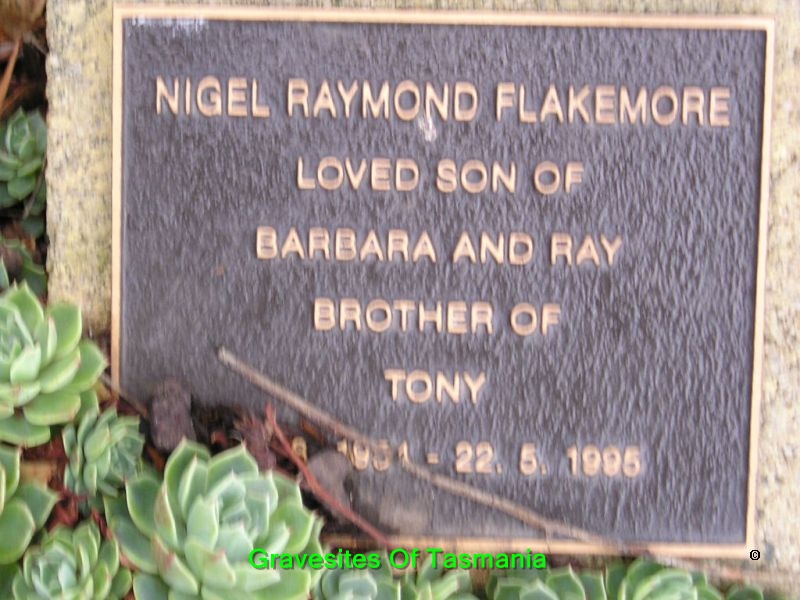 NIGEL RAYMOND FLAKEMORE
LOVED SON OF
BARBARA AND RAY
BROTHER OF
TONY
- 22. 5. 1995
Gravesites Of Tasmania
©